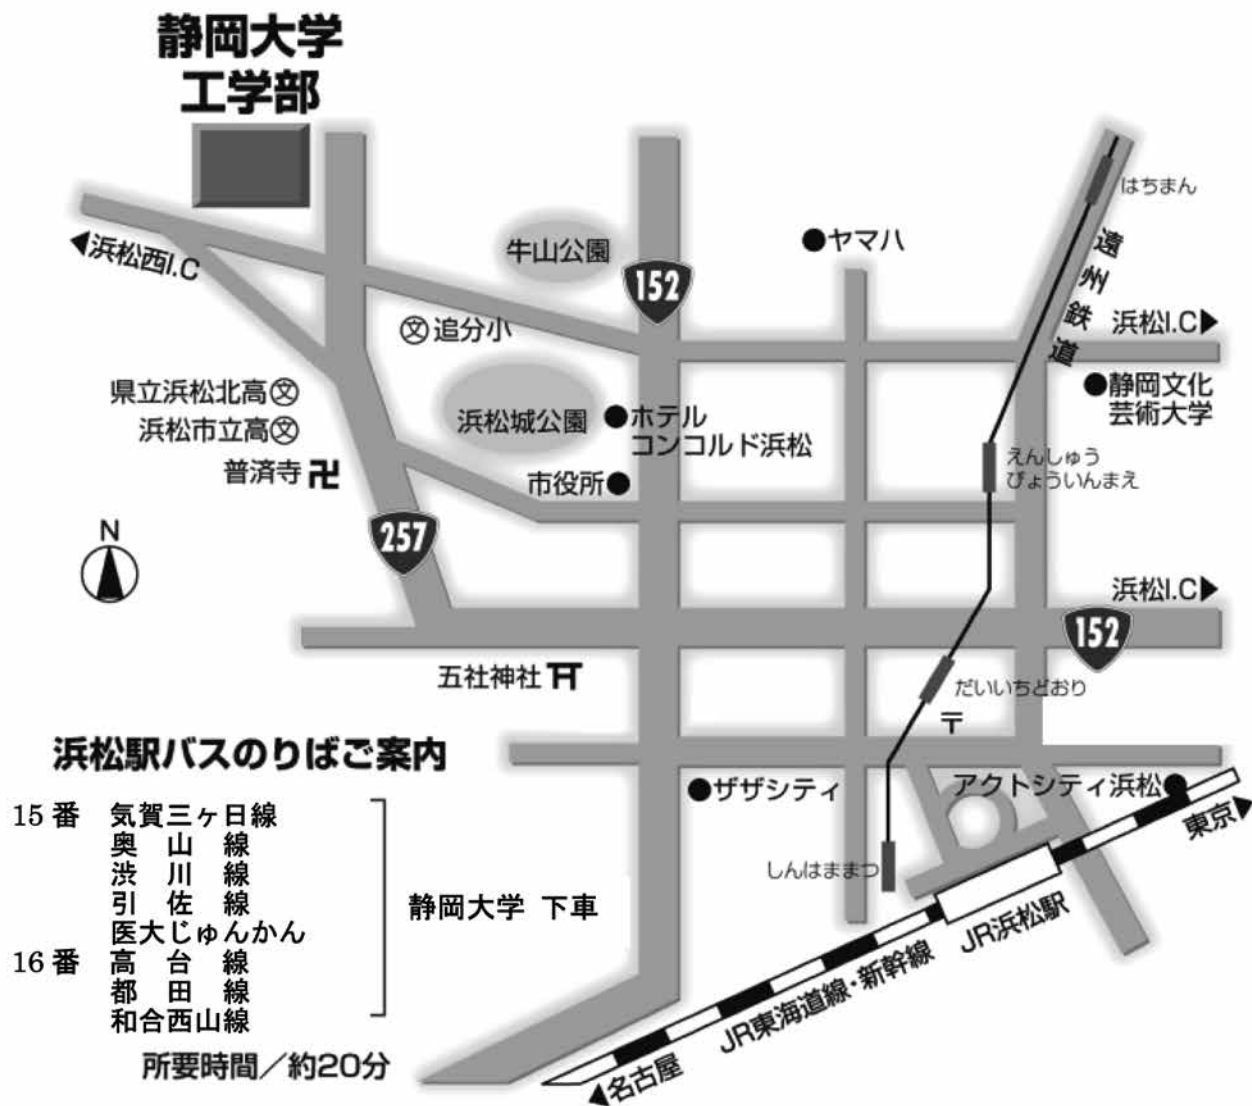 静岡大学
工学部
はちまん
牛山公園
ヤマハ
遠州鉄道
浜松西I.C
152
浜松I.C
文 追分小
県立浜松北高 文
静岡文化
芸術大学
浜松市立高 文
浜松城公園
ホテル
コンコルド浜松
えんしゅう
びょういんまえ
普済寺 卍
市役所
N
257
浜松I.C
152
五社神社
だいいちどおり
〒
浜松駅バスのりばご案内
ザザシティ
アクトシティ浜松
15番 気賀三ヶ日線
奥 山 線
渋 川 線
引 佐 線
医大じゅんかん
16番 高 台 線
都 田 線
和合西山線
静岡大学 下車
所要時間/約20分
東京
しんはままつ
JR浜松駅
JR東海道線・新幹線
名古屋